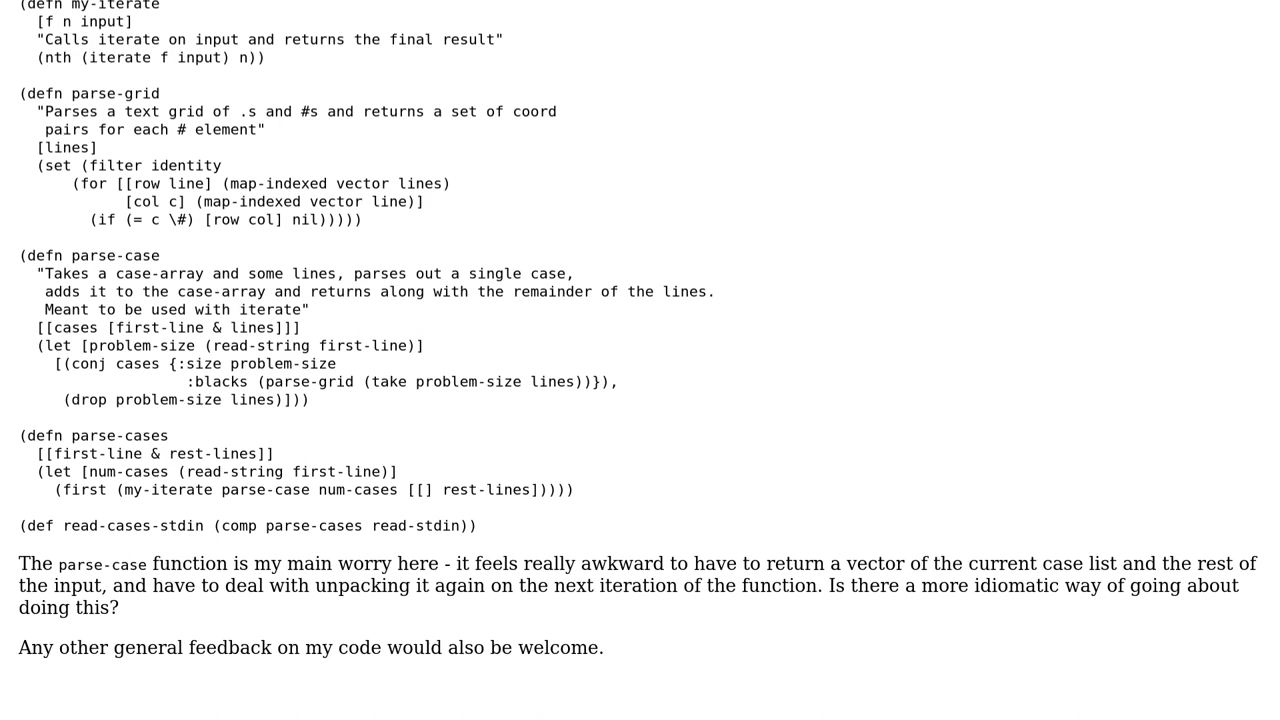 (defn my-iterate
  [f n input]
  "Calls iterate on input and returns the final result"
  (nth (iterate f input) n))

(defn parse-grid
  "Parses a text grid of .s and #s and returns a set of coord
   pairs for each # element"
  [lines]
  (set (filter identity
      (for [[row line] (map-indexed vector lines)
            [col c] (map-indexed vector line)]
        (if (= c \#) [row col] nil)))))

(defn parse-case
  "Takes a case-array and some lines, parses out a single case,
   adds it to the case-array and returns along with the remainder of the lines.
   Meant to be used with iterate"
  [[cases [first-line & lines]]]
  (let [problem-size (read-string first-line)]
    [(conj cases {:size problem-size
                   :blacks (parse-grid (take problem-size lines))}),
     (drop problem-size lines)]))

(defn parse-cases
  [[first-line & rest-lines]]
  (let [num-cases (read-string first-line)]
    (first (my-iterate parse-case num-cases [[] rest-lines]))))

(def read-cases-stdin (comp parse-cases read-stdin))

The parse-case function is my main worry here - it feels really awkward to have to return a vector of the current case list and the rest of
the input, and have to deal with unpacking it again on the next iteration of the function. Is there a more idiomatic way of going about
doing this?

Any other general feedback on my code would also be welcome.